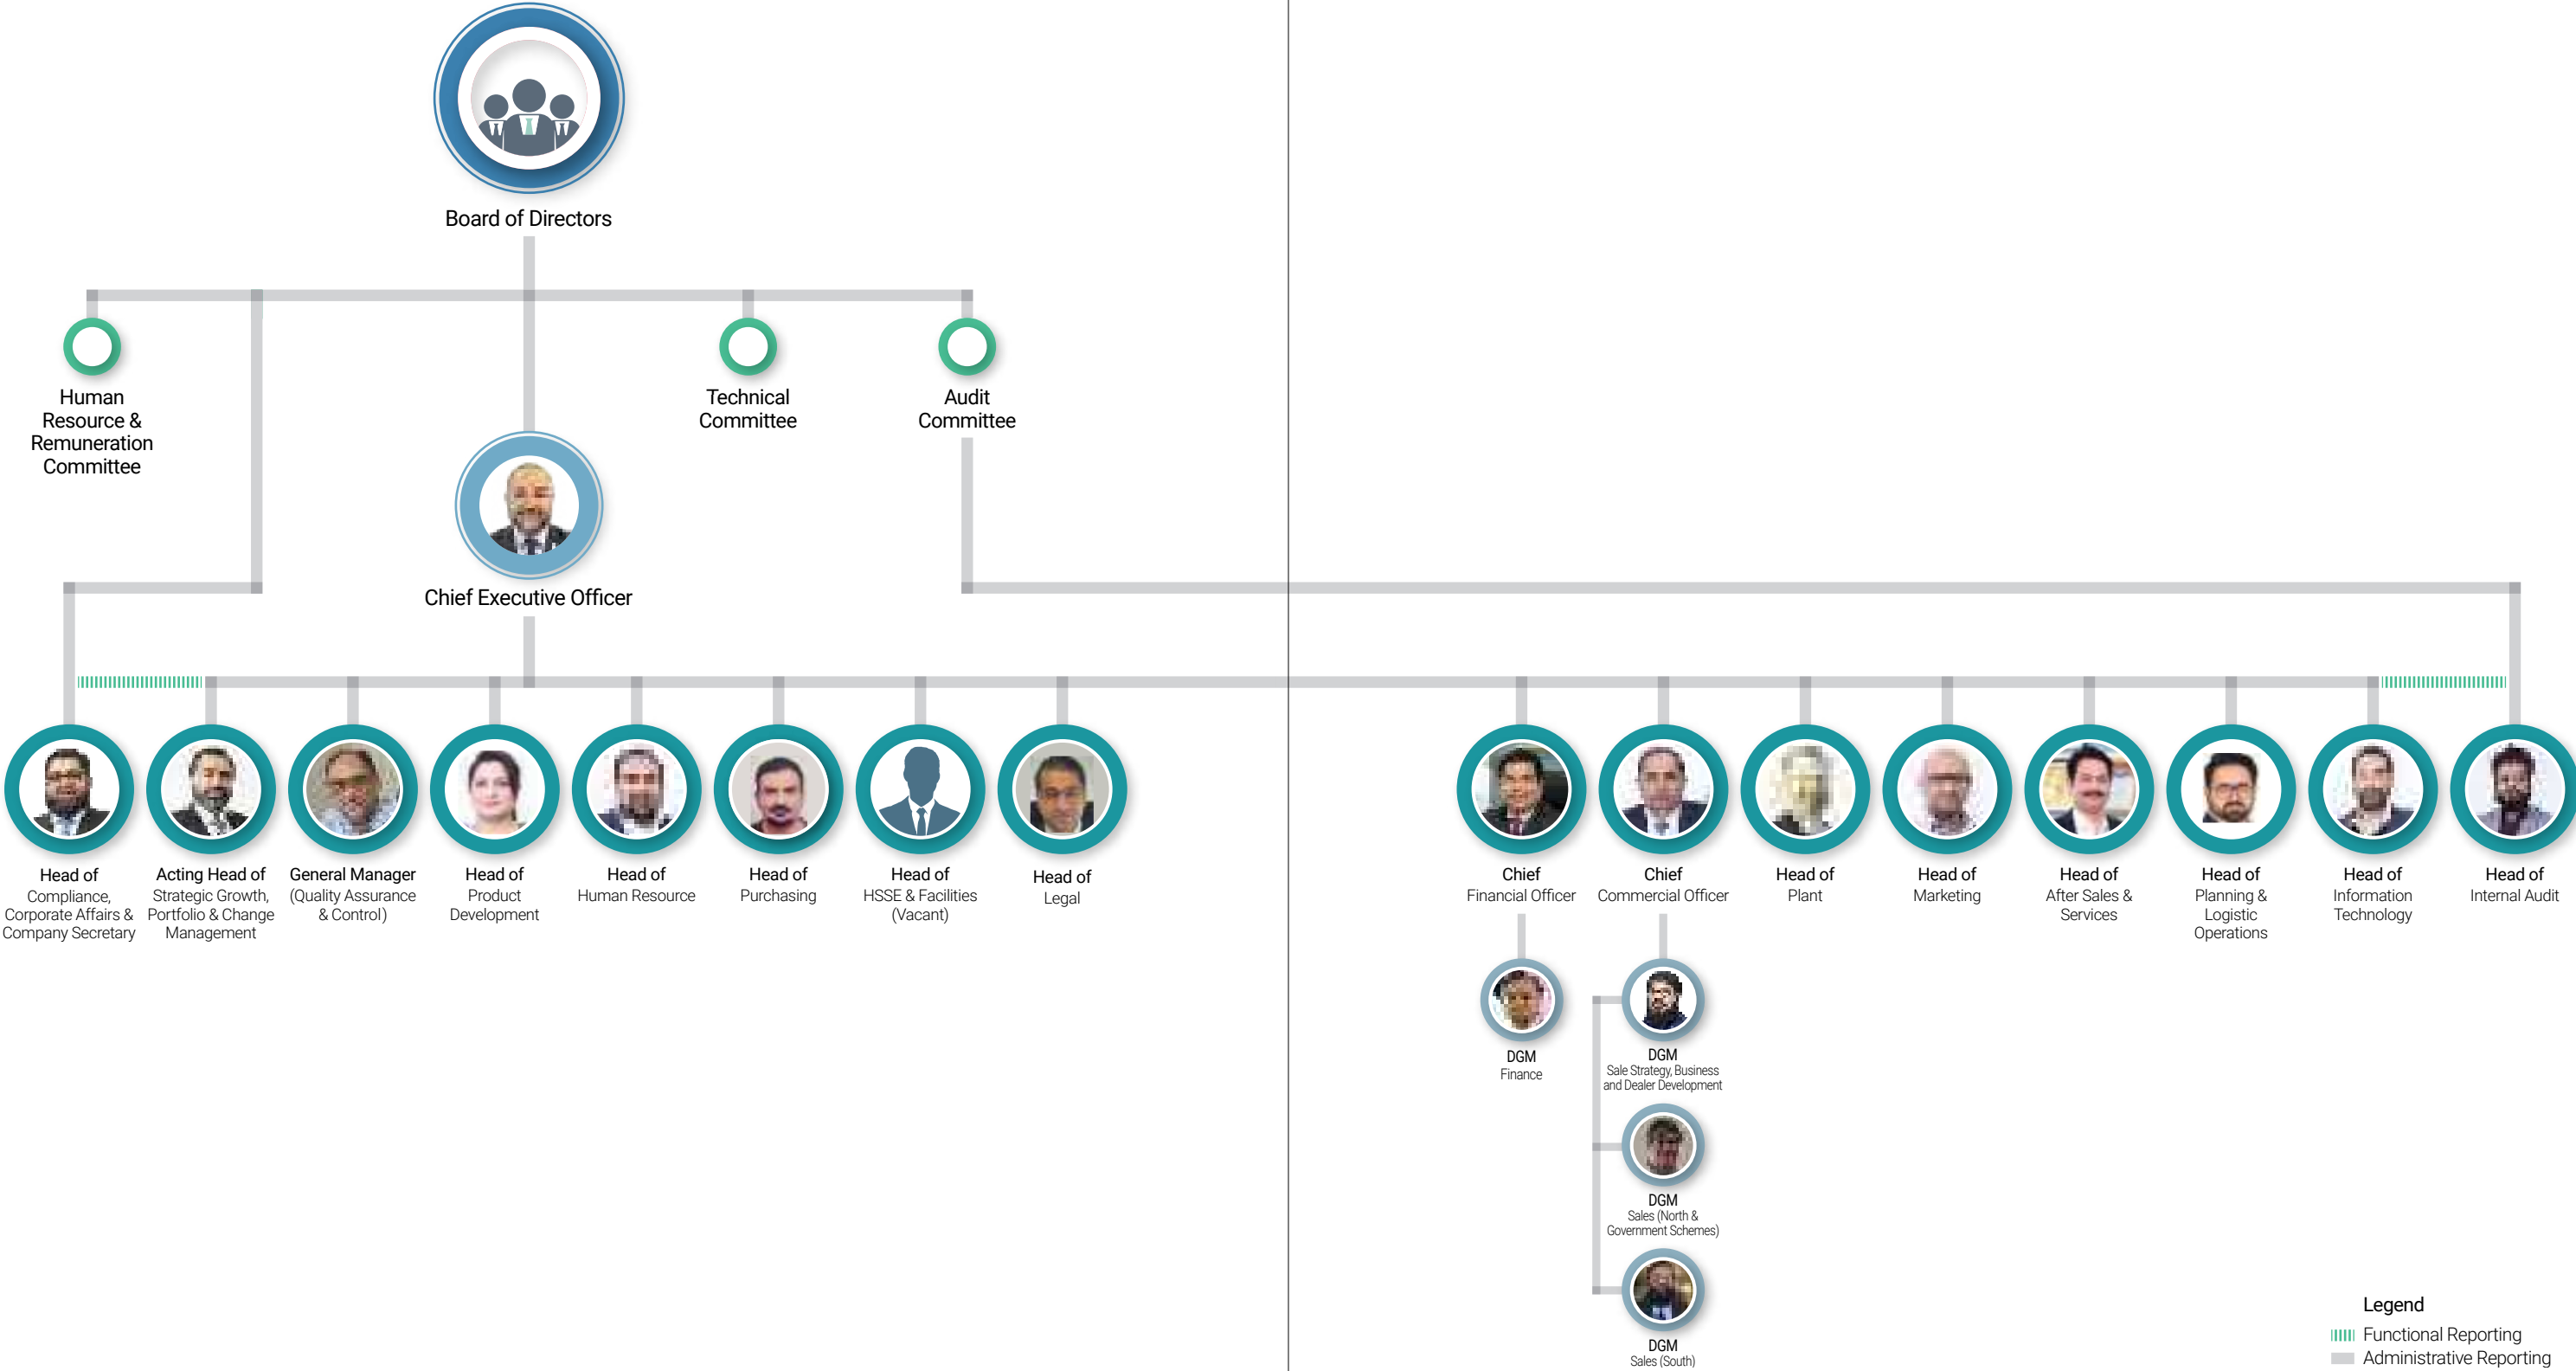 Board of Directors
Human
Resource &
Remuneration
Committee
Technical
Committee
Audit
Committee
Chief Executive Officer
Head of
Compliance,
Corporate Affairs &
Company Secretary
Acting Head of
Strategic Growth,
Portfolio & Change
Management
General Manager
(Quality Assurance
& Control)
Head of
Product
Development
Head of
Human Resource
Head of
Purchasing
Head of
HSSE & Facilities
(Vacant)
Head of
Legal
Chief
Financial Officer
Chief
Commercial Officer
Head of
Plant
Head of
Marketing
Head of
After Sales &
Services
Head of
Planning &
Logistic
Operations
Head of
Information
Technology
Head of
Internal Audit
DGM
Finance
DGM
Sale Strategy, Business
and Dealer Development
DGM
Sales (North &
Government Schemes)
DGM
Sales (South)
Legend
Functional Reporting
Administrative Reporting